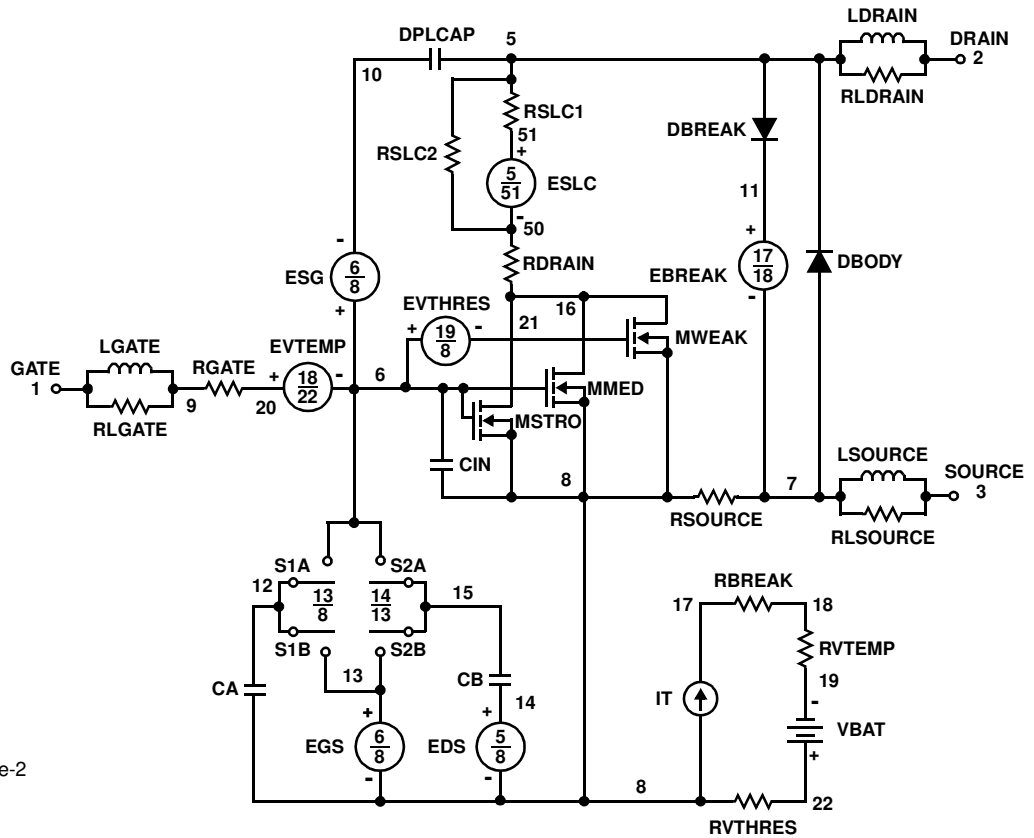 LDRAIN
DPLCAP
5
DRAIN
2
10
RLDRAIN
RSLC1
DBREAK
51
+
RSLC2
5
51
ESLC
11
-
50
-
+
17
18
RDRAIN
ESG
6
8
EBREAK
DBODY
EVTHRES
16
-
+
+
19
8
-
21
MWEAK
LGATE
EVTEMP
GATE
1
RGATE
+
18
22
-
6
MMED
9
20
MSTRO
RLGATE
LSOURCE
CIN
8
7
SOURCE
3
RSOURCE
RLSOURCE
S1A
S2A
12
13
8
14
13
15
RBREAK
17
18
S1B
S2B
RVTEMP
13
CB
19
CA
14
IT
-
+
+
VBAT
EGS
6
8
EDS
5
8
+
e-2
-
-
8
22
RVTHRES